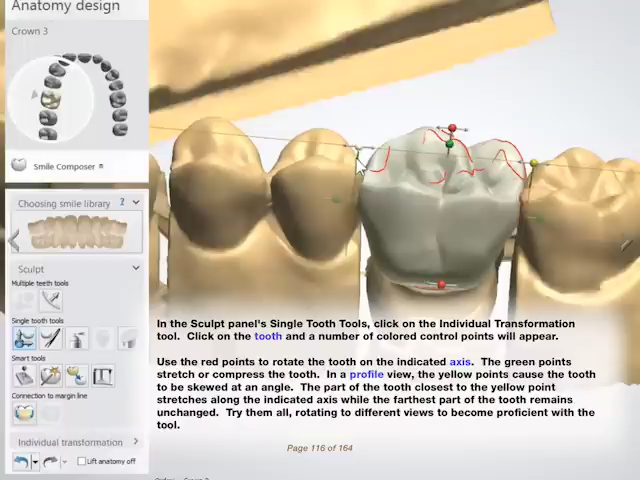 Anatomy design
Crown 3
Smile Composer
Choosing smile library ?
Sculpt
Multiple teeth tools
Single tooth tools
Smart tools
Connection to margin line
Individual transformation
Lift anatomy off
In the Sculpt panel's Single Tooth Tools, click on the Individual Transformation
tool. Click on the tooth and a number of colored control points will appear.
Use the red points to rotate the tooth on the indicated axis. The green points
stretch or compress the tooth. In a profile view, the yellow points cause the tooth
to be skewed at an angle. The part of the tooth closest to the yellow point
stretches along the indicated axis while the farthest part of the tooth remains
unchanged. Try them all, rotating to different views to become proficient with the
tool.
Page 116 of 164